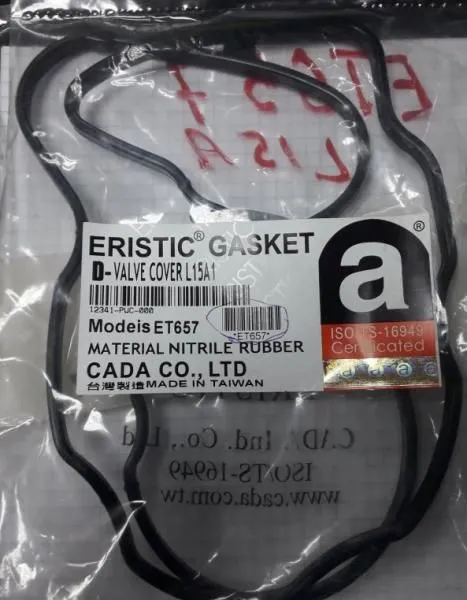 ET657
L15A
ERISTIC® GASKET
D-VALVE COVER L15A1
12341-PWC-000
Modeis ET657
*ET657*
MATERIAL NITRILE RUBBER
CADA CO., LTD
台灣製造 MADE IN TAIWAN
®
a
ISO/TS-16949
Certificated
a a a a
CADA Ind. Co., Ltd
ISO/TS-16949
www.cada.com.tw